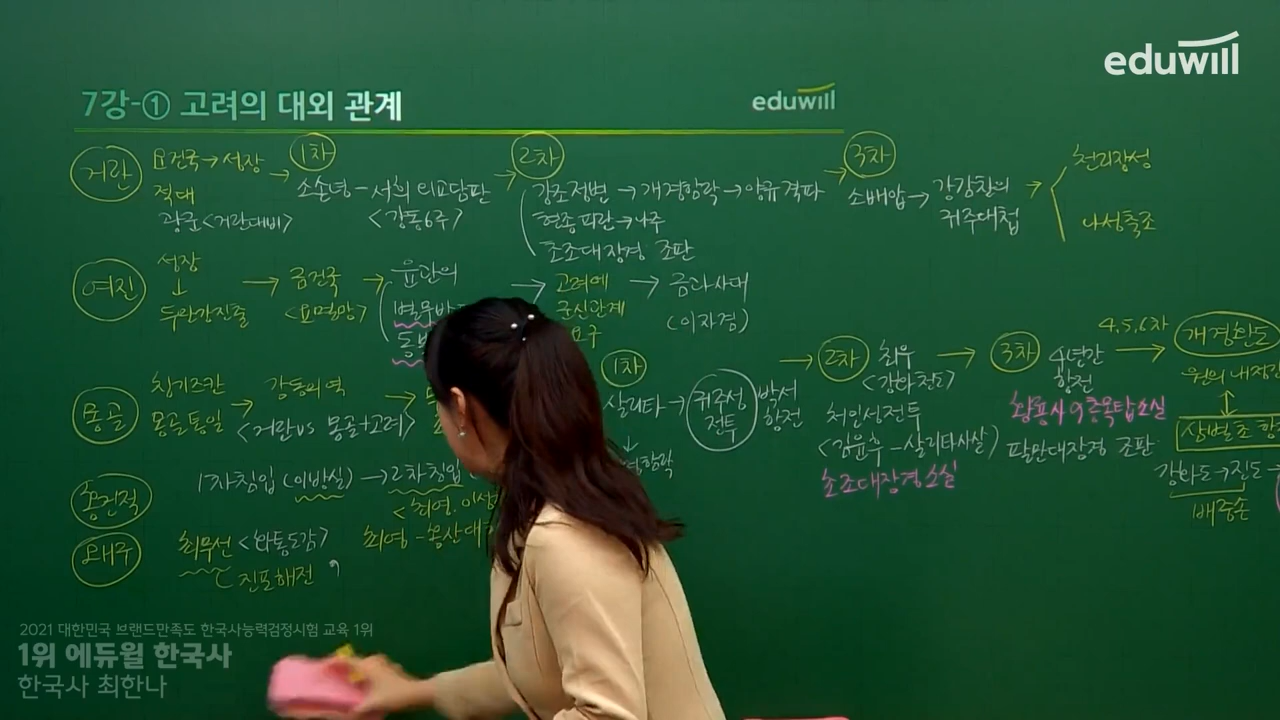 eduwill
7강-① 고려의 대외 관계
eduwill
거란
요건국→성장
적대
광군<거란대비>
→
1차
소손녕-서희 외교담판
<강동6주>
→
2차
강조정변→개경함락→양규격파
현종피란→나주
초조대장경 조판
→
3차
소배압→강감찬의
귀주대첩
→
천리장성
나성축조
여진
성장
↓
두만강진출
→
금건국
<요멸망>
→
윤관의
별무반
→
고려에
군신관계
요구
→
금과사대
(이자겸)
몽골
칭기즈칸
몽골통일
→
강동의 역
<거란vs 몽골+고려>
→
1차
살리타→
귀주성
전투
박서
항전
↓
→
2차
최우
<강화천도>
처인성전투
<김윤후-살리타사살>
초조대장경소실
→
3차
4년간
항전
황룡사9층목탑소실
팔만대장경 조판
4.5.6차
→
개경환도
원의 내정간
↕
삼별초 항
강화도→진도→
배중손
홍건적
1차침입 (이방실)→2차침입
<최영.이성
왜구
최무선<화통도감>
진포해전
최영-홍산대
2021 대한민국 브랜드만족도 한국사능력검정시험 교육 1위
1위 에듀윌 한국사
한국사 최한나